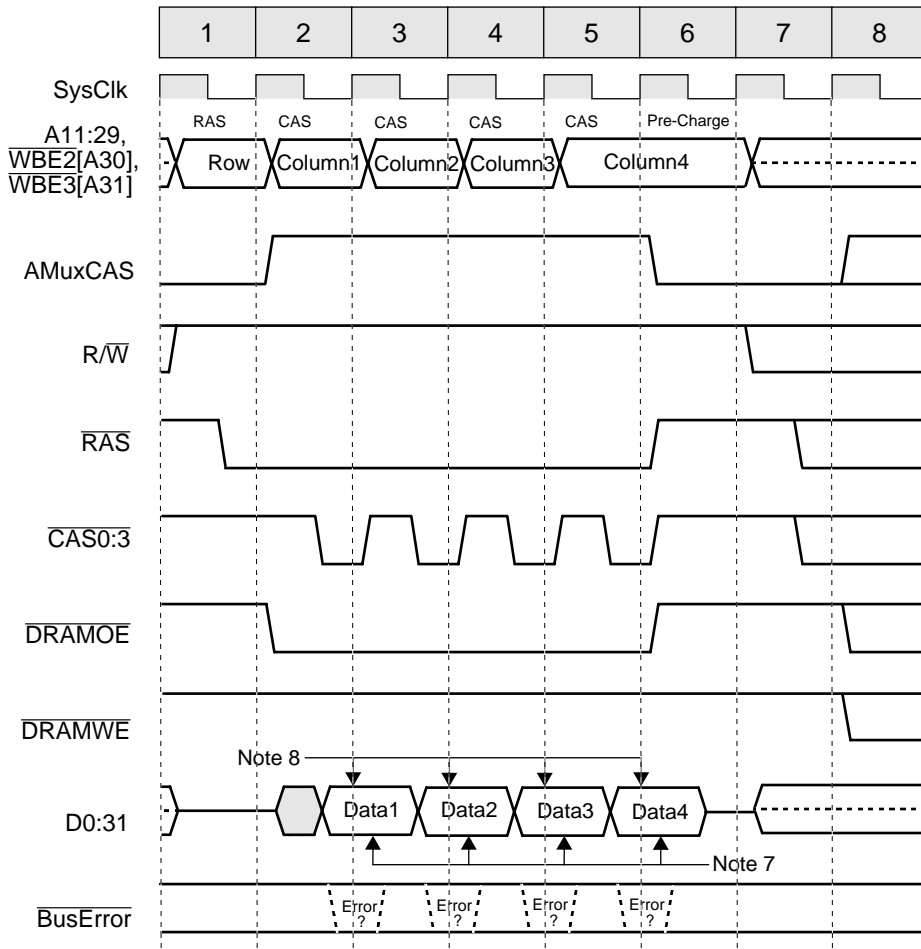 1 2 3 4 5 6 7 8
SysClk
RAS CAS CAS CAS CAS Pre-Charge
A11:29,
WBE2[A30],
WBE3[A31]
Row Column1 Column2 Column3 Column4
AMuxCAS
R/W
RAS
CAS0:3
DRAMOE
DRAMWE
Note 8
D0:31
Data1 Data2 Data3 Data4
Note 7
BusError
Error ? Error ? Error ? Error ?